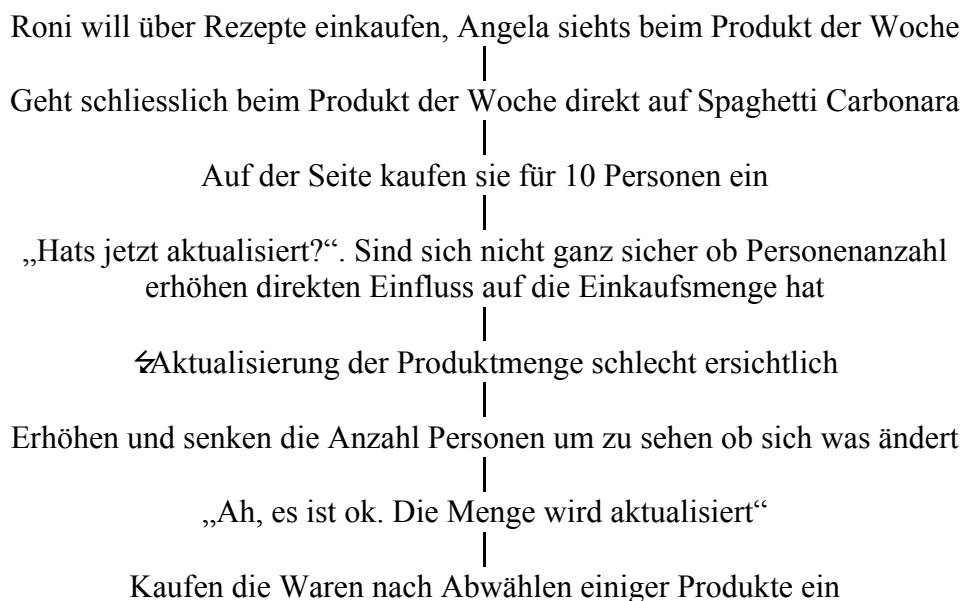 Roni will über Rezepte einkaufen, Angela siehts beim Produkt der Woche
Geht schliesslich beim Produkt der Woche direkt auf Spaghetti Carbonara
Auf der Seite kaufen sie für 10 Personen ein
„Hats jetzt aktualisiert?“. Sind sich nicht ganz sicher ob Personenanzahl
erhöhen direkten Einfluss auf die Einkaufsmenge hat
↯Aktualisierung der Produktmenge schlecht ersichtlich
Erhöhen und senken die Anzahl Personen um zu sehen ob sich was ändert
„Ah, es ist ok. Die Menge wird aktualisiert“
Kaufen die Waren nach Abwählen einiger Produkte ein